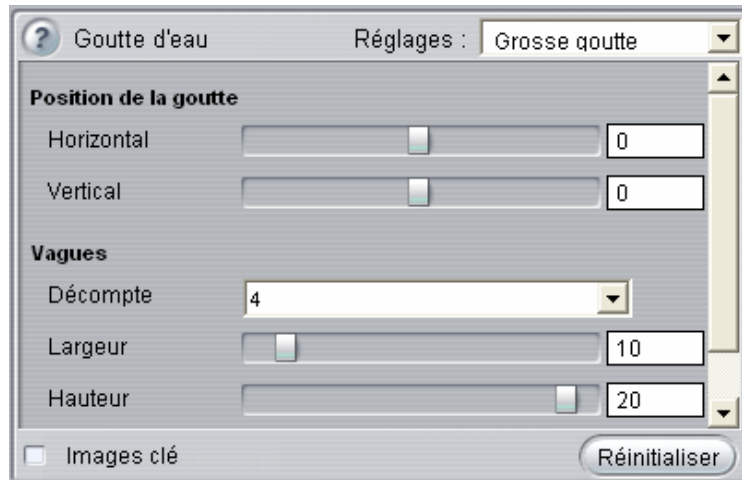 ? Goutte d'eau Réglages : Grosse goutte
Position de la goutte
Horizontal 0
Vertical 0
Vagues
Décompte 4
Largeur 10
Hauteur 20
Images clé Réinitialiser